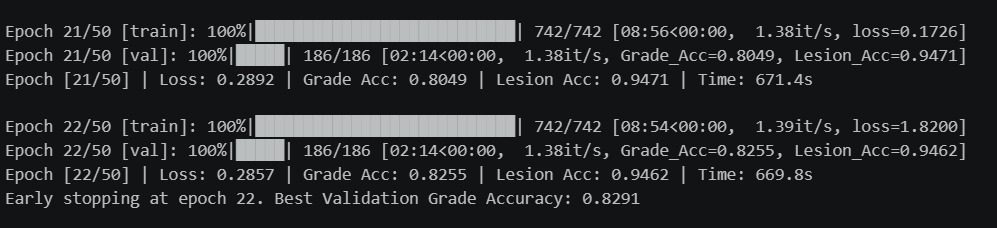 Epoch 21/50 [train]: 100%|██████████████████████████| 742/742 [08:56<00:00,  1.38it/s, loss=0.1726]
Epoch 21/50 [val]: 100%|█████| 186/186 [02:14<00:00,  1.38it/s, Grade_Acc=0.8049, Lesion_Acc=0.9471]
Epoch [21/50] | Loss: 0.2892 | Grade Acc: 0.8049 | Lesion Acc: 0.9471 | Time: 671.4s
Epoch 22/50 [train]: 100%|██████████████████████████| 742/742 [08:54<00:00,  1.39it/s, loss=1.8200]
Epoch 22/50 [val]: 100%|█████| 186/186 [02:14<00:00,  1.38it/s, Grade_Acc=0.8255, Lesion_Acc=0.9462]
Epoch [22/50] | Loss: 0.2857 | Grade Acc: 0.8255 | Lesion Acc: 0.9462 | Time: 669.8s
Early stopping at epoch 22. Best Validation Grade Accuracy: 0.8291